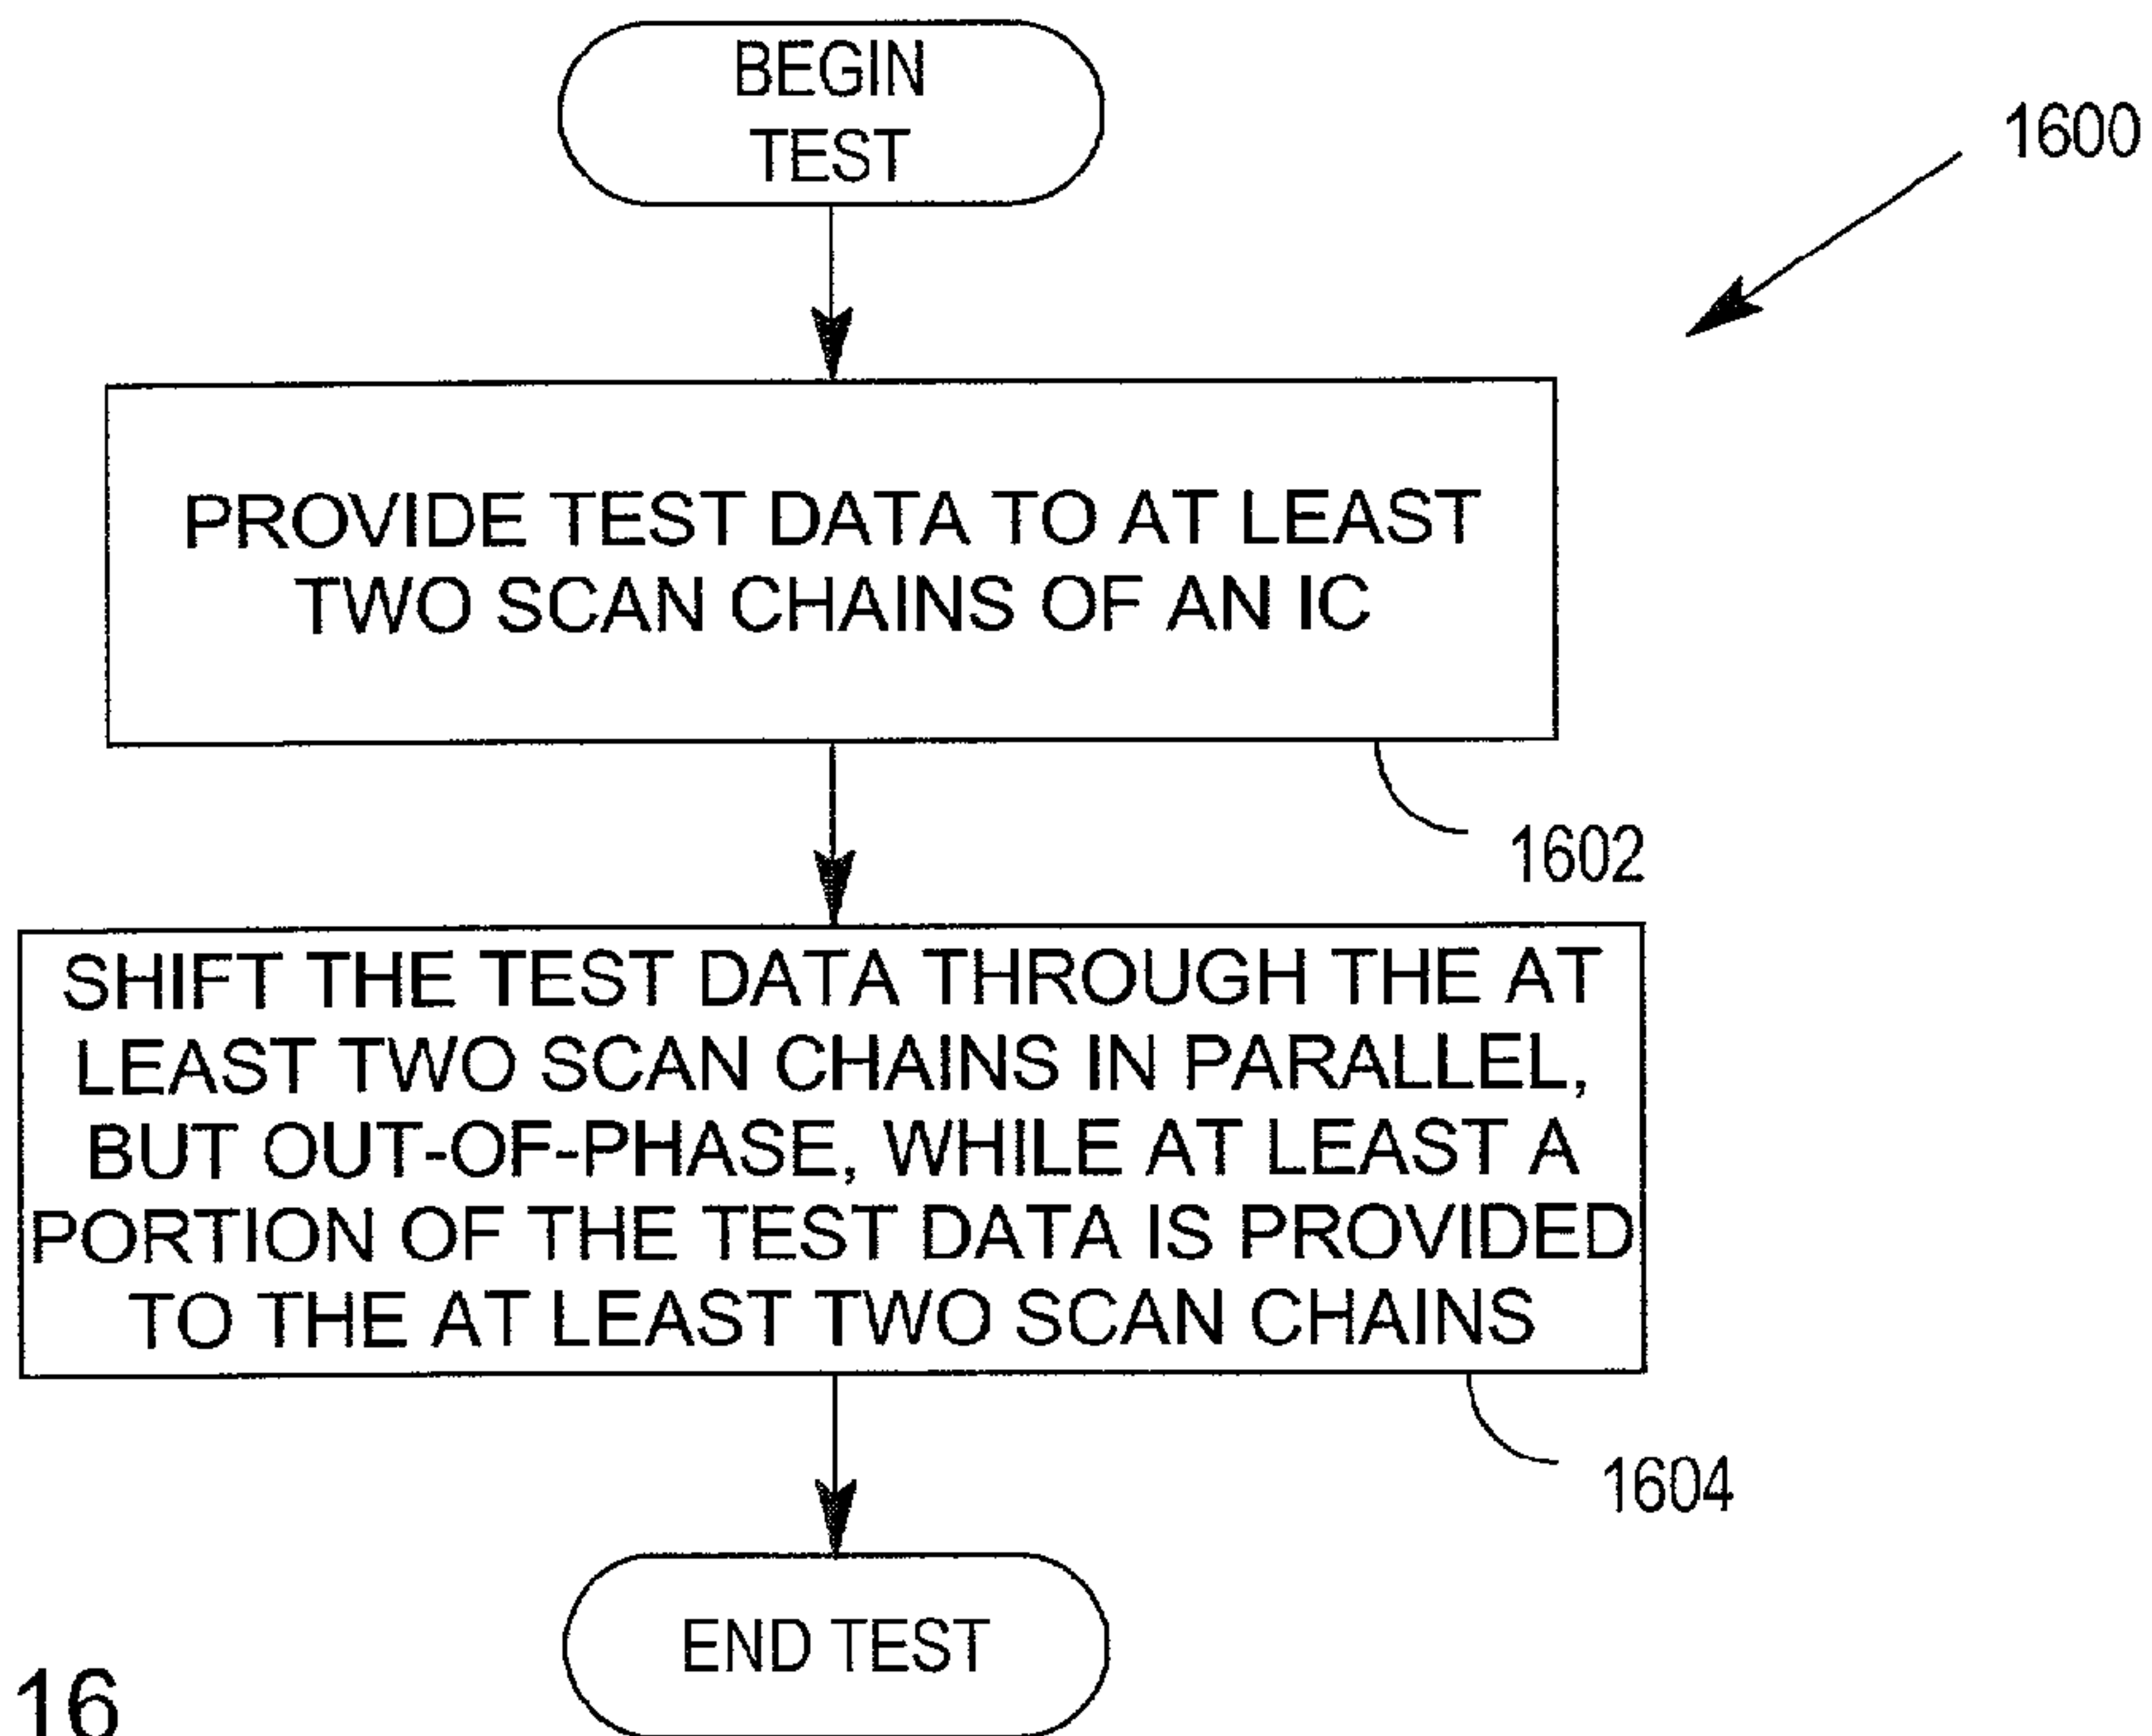 BEGIN
TEST
1600
PROVIDE TEST DATA TO AT LEAST
TWO SCAN CHAINS OF AN IC
1602
SHIFT THE TEST DATA THROUGH THE AT
LEAST TWO SCAN CHAINS IN PARALLEL,
BUT OUT-OF-PHASE, WHILE AT LEAST A
PORTION OF THE TEST DATA IS PROVIDED
TO THE AT LEAST TWO SCAN CHAINS
1604
END TEST
16